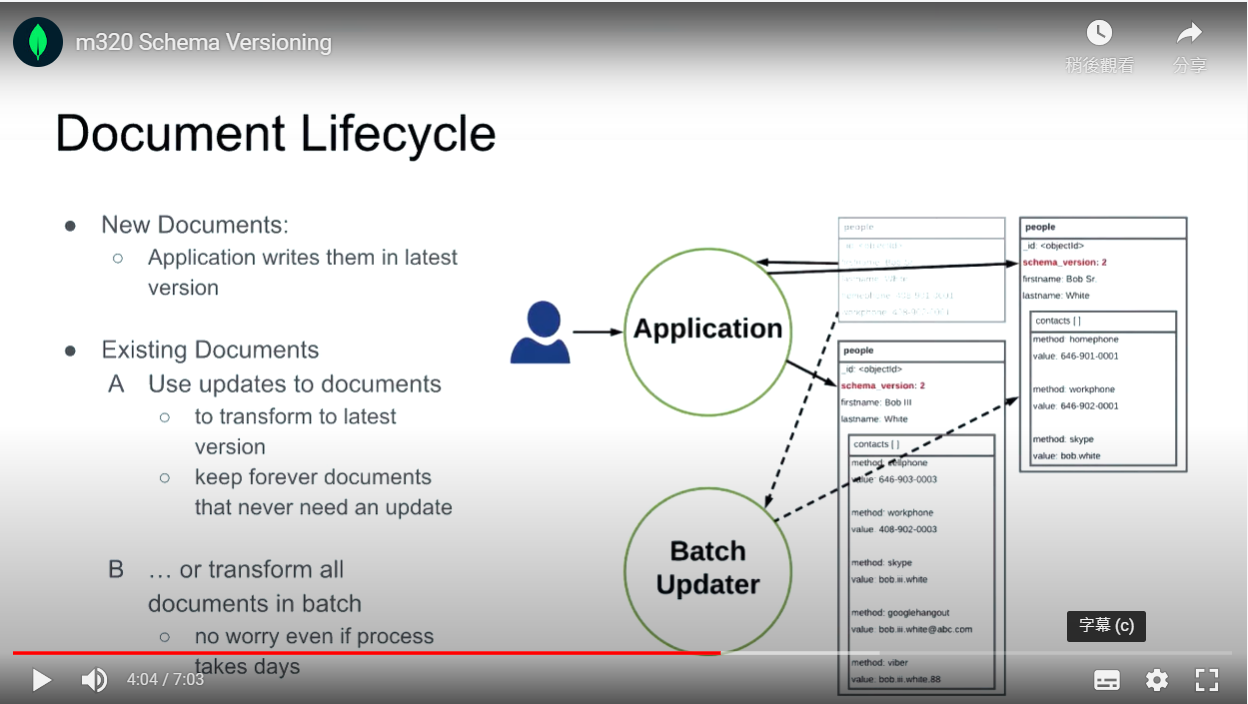 m320 Schema Versioning
稍後觀看
分享
Document Lifecycle
● New Documents:
○ Application writes them in latest
version
● Existing Documents
A Use updates to documents
○ to transform to latest
version
○ keep forever documents
that never need an update
B … or transform all
documents in batch
○ no worry even if process
takes days
Application
Batch
Updater
people
people
_id: <objectId>
schema_version: 2
firstname: Bob Sr.
lastname: White
contacts [ ]
method: homephone
value: 646-901-0001
method: workphone
value: 646-902-0001
method: skype
value: bob.white
people
_id: <objectId>
schema_version: 2
firstname: Bob III
lastname: White
contacts [ ]
method: cellphone
value: 646-903-0003
method: workphone
value: 408-902-0003
method: skype
value: bob.iii.white
method: googlehangout
value: bob.iii.white@abc.com
method: viber
value: bob.iii.white.88
字幕 (c)
4:04 / 7:03